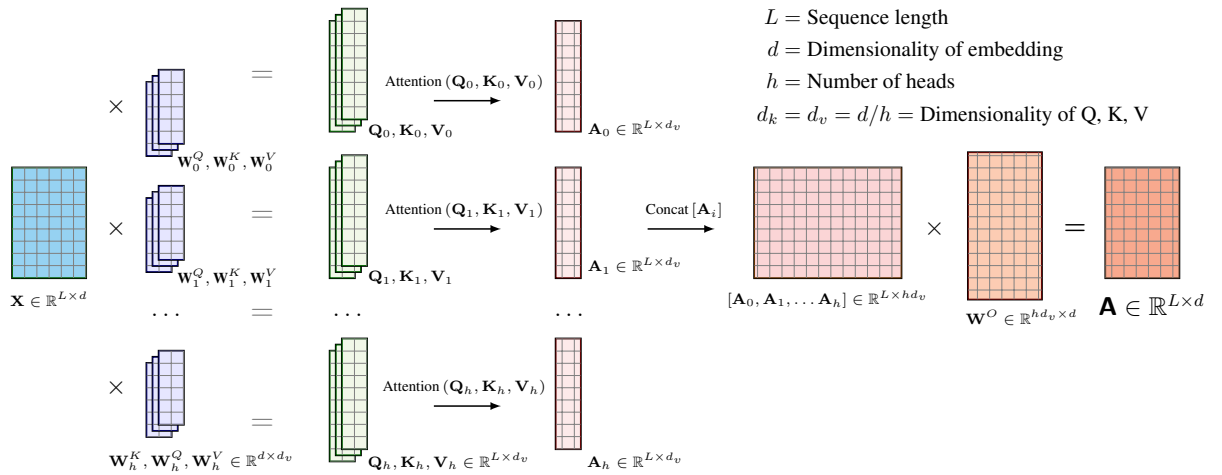 L = Sequence length
d = Dimensionality of embedding
h = Number of heads
d_k = d_v = d/h = Dimensionality of Q, K, V
× = Attention (Q_0, K_0, V_0)
W_0^Q, W_0^K, W_0^V
Q_0, K_0, V_0
A_0 ∈ ℝ^{L×d_v}
X ∈ ℝ^{L×d}
× = Attention (Q_1, K_1, V_1)
W_1^Q, W_1^K, W_1^V
Q_1, K_1, V_1
A_1 ∈ ℝ^{L×d_v}
Concat [A_i]
[A_0, A_1, . . . A_h] ∈ ℝ^{L×hd_v}
×
W^O ∈ ℝ^{hd_v×d}
=
A ∈ ℝ^{L×d}
. . . = . . . . . .
× = Attention (Q_h, K_h, V_h)
W_h^K, W_h^Q, W_h^V ∈ ℝ^{d×d_v}
Q_h, K_h, V_h ∈ ℝ^{L×d_v}
A_h ∈ ℝ^{L×d_v}